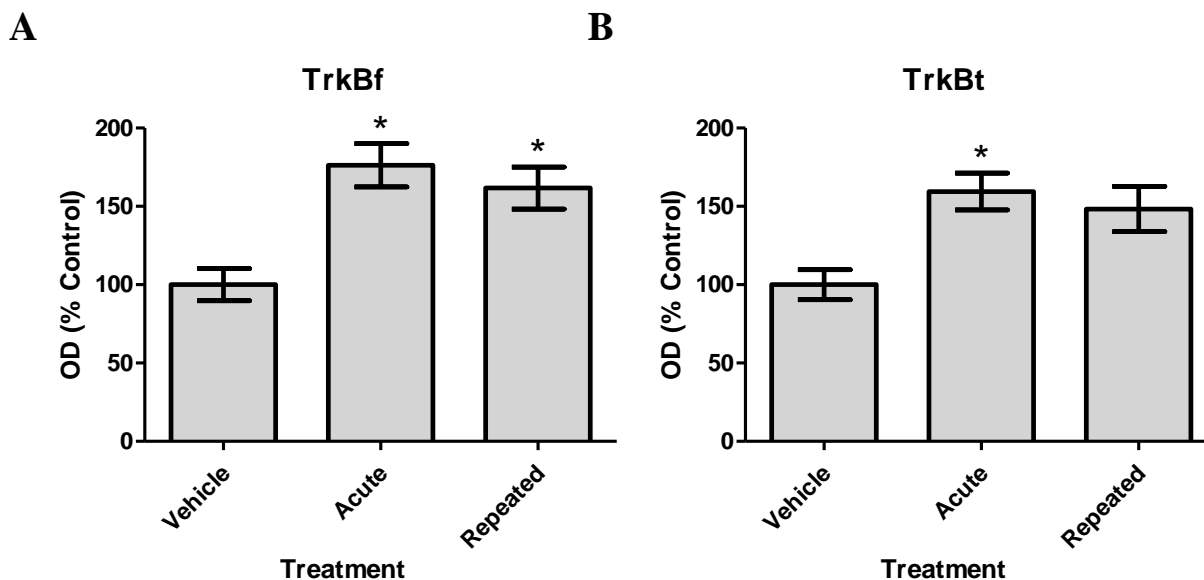 A
TrkBf
OD (% Control)
200
150
100
50
0
*
*
Vehicle
Acute
Repeated
Treatment
B
TrkBt
OD (% Control)
200
150
100
50
0
*
Vehicle
Acute
Repeated
Treatment